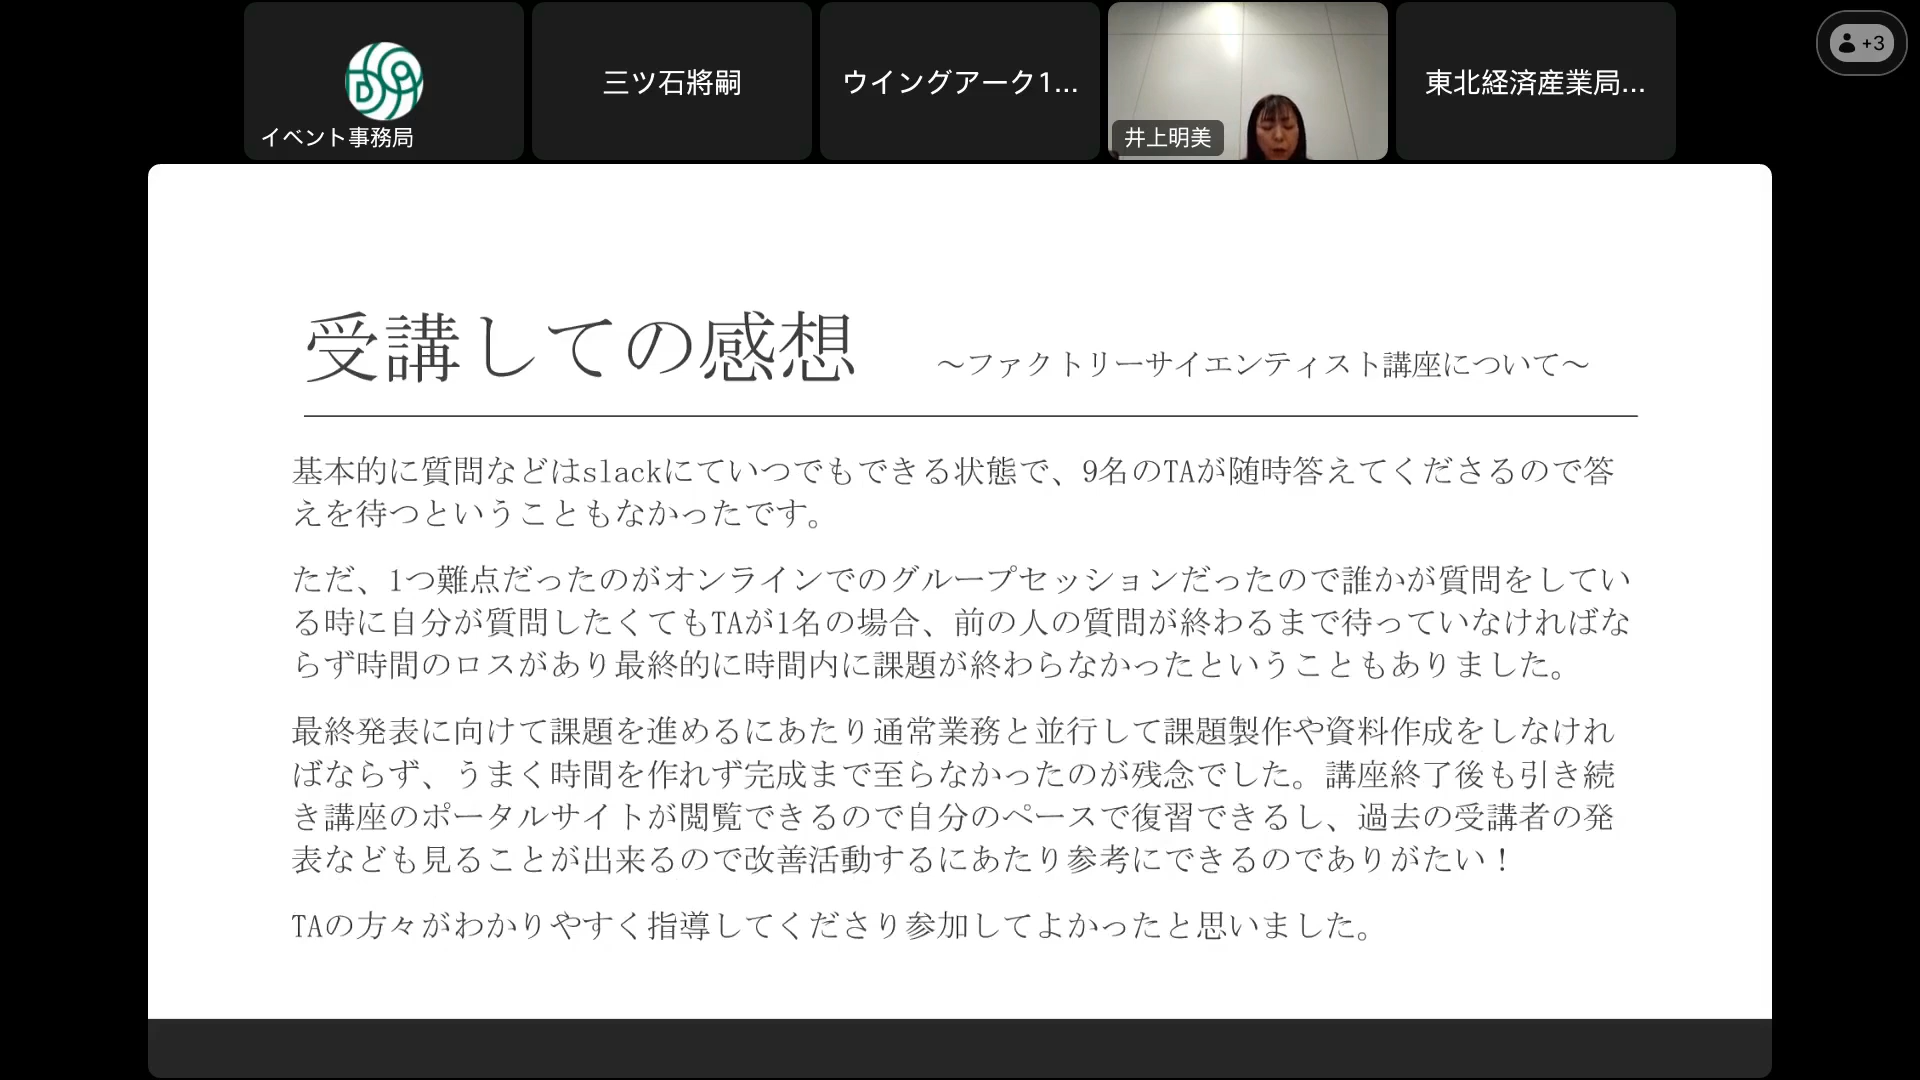 イベント事務局
三ツ石將嗣
ウイングアーク1...
井上明美
東北経済産業局...
+3
受講しての感想
～ファクトリーサイエンティスト講座について～
基本的に質問などはslackにていつでもできる状態で、9名のTAが随時答えてくださるので答
えを待つということもなかったです。
ただ、1つ難点だったのがオンラインでのグループセッションだったので誰かが質問をしてい
る時に自分が質問したくてもTAが1名の場合、前の人の質問が終わるまで待っていなければな
らず時間のロスがあり最終的に時間内に課題が終わらなかったということもありました。
最終発表に向けて課題を進めるにあたり通常業務と並行して課題製作や資料作成をしなけれ
ばならず、うまく時間を作れず完成まで至らなかったのが残念でした。講座終了後も引き続
き講座のポータルサイトが閲覧できるので自分のペースで復習できるし、過去の受講者の発
表なども見ることが出来るので改善活動するにあたり参考にできるのでありがたい！
TAの方々がわかりやすく指導してくださり参加してよかったと思いました。